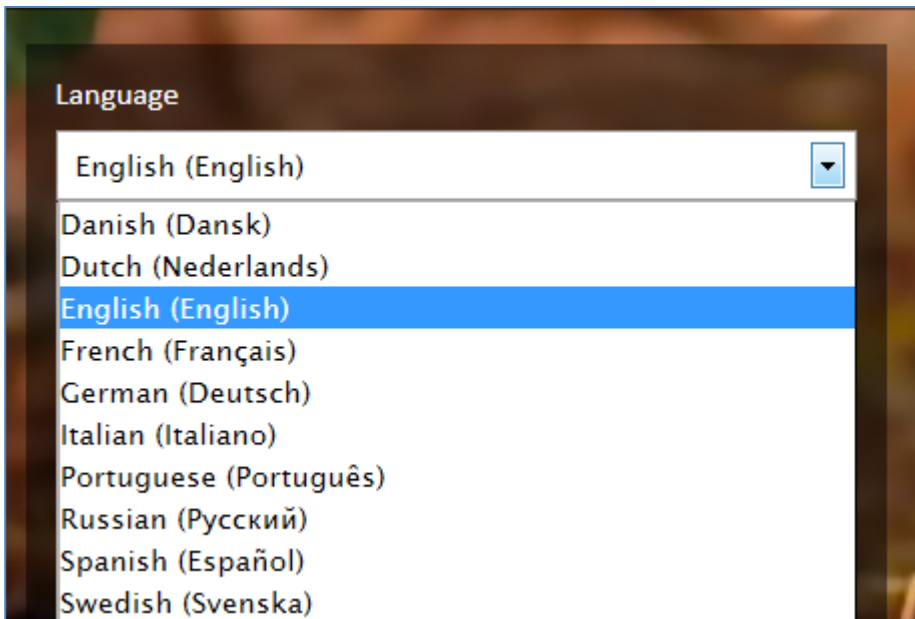 Language
English (English)
Danish (Dansk)
Dutch (Nederlands)
English (English)
French (Français)
German (Deutsch)
Italian (Italiano)
Portuguese (Português)
Russian (Русский)
Spanish (Español)
Swedish (Svenska)